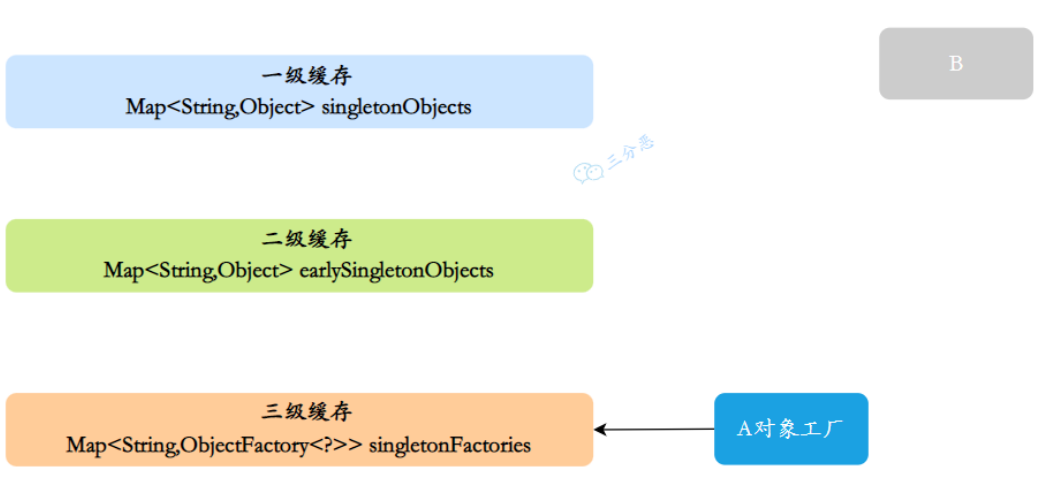 一级缓存
Map<String,Object> singletonObjects
B
三分恶
二级缓存
Map<String,Object> earlySingletonObjects
三级缓存
Map<String,ObjectFactory<?>> singletonFactories
A对象工厂